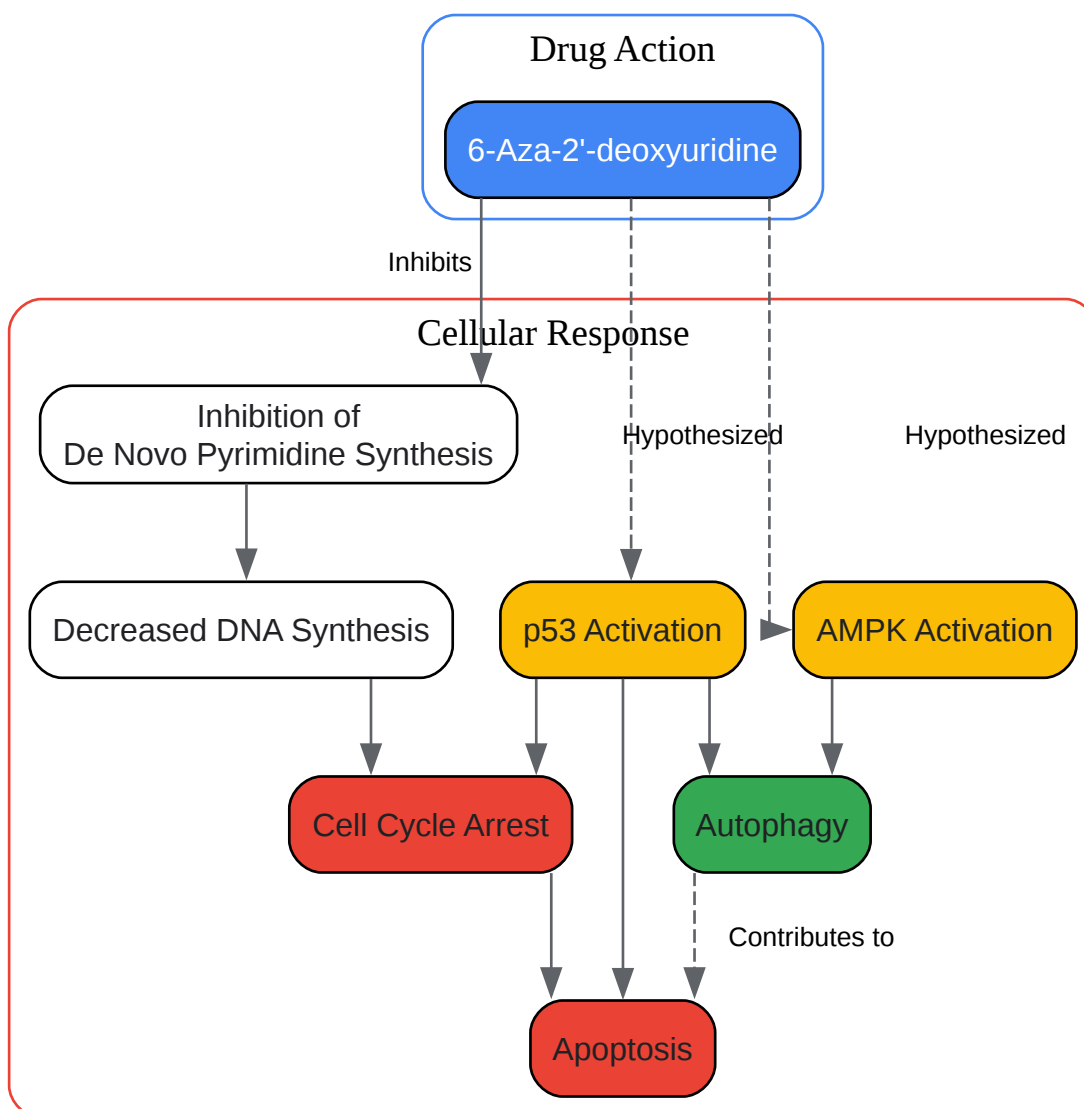 Drug Action
6-Aza-2'-deoxyuridine
Inhibits
Cellular Response
Inhibition of
De Novo Pyrimidine Synthesis
Hypothesized
Hypothesized
Decreased DNA Synthesis
p53 Activation
AMPK Activation
Cell Cycle Arrest
Autophagy
Contributes to
Apoptosis